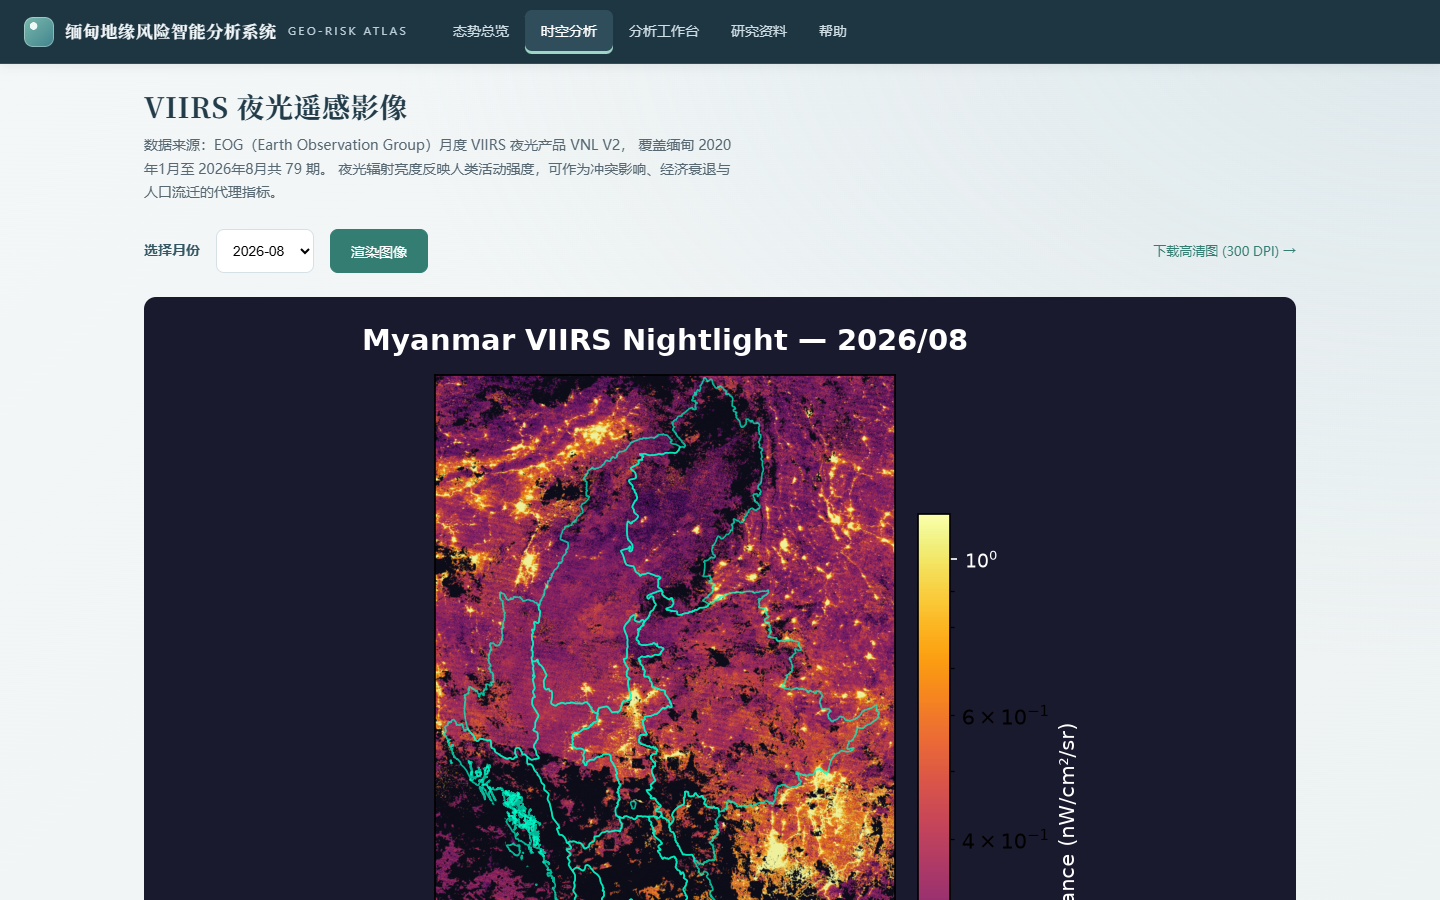 缅甸地缘风险智能分析系统 GEO-RISK ATLAS 态势总览 时空分析 分析工作台 研究资料 帮助
VIIRS 夜光遥感影像
数据来源：EOG（Earth Observation Group）月度 VIIRS 夜光产品 VNL V2， 覆盖缅甸 2020
年1月至 2026年8月共 79 期。 夜光辐射亮度反映人类活动强度，可作为冲突影响、经济衰退与
人口流迁的代理指标。
选择月份 2026-08 渲染图像 下载高清图 (300 DPI) →
Myanmar VIIRS Nightlight — 2026/08
10⁰
6 × 10⁻¹
4 × 10⁻¹
ance (nW/cm²/sr)